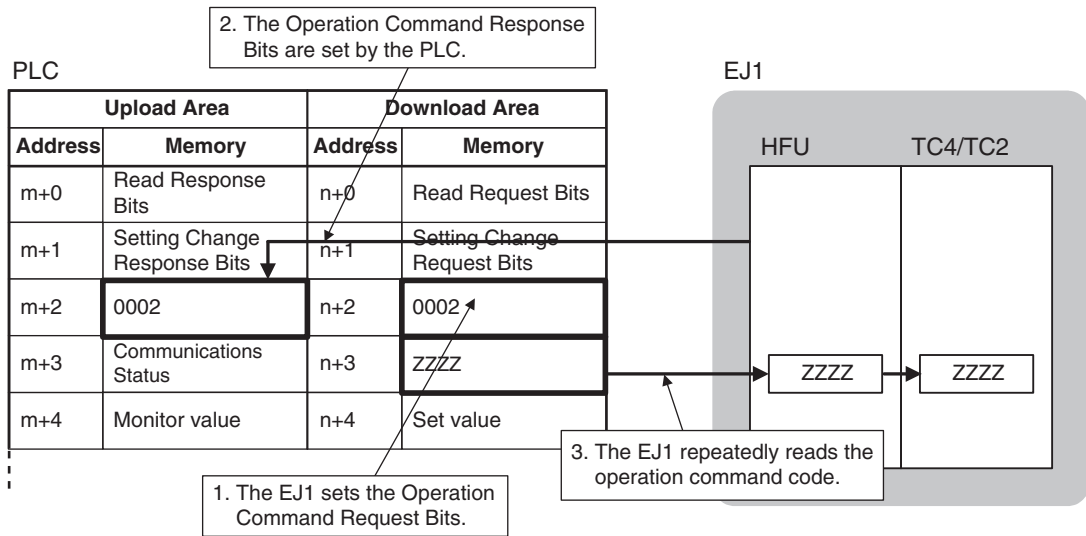 2. The Operation Command Response
Bits are set by the PLC.
PLC
EJ1
Upload Area Download Area
Address Memory Address Memory
HFU TC4/TC2
m+0 Read Response
Bits n+0 Read Request Bits
m+1 Setting Change
Response Bits n+1 Setting Change
Request Bits
m+2 0002 n+2 0002
m+3 Communications
Status n+3 ZZZZ
ZZZZ ZZZZ
m+4 Monitor value n+4 Set value
3. The EJ1 repeatedly reads the
operation command code.
1. The EJ1 sets the Operation
Command Request Bits.